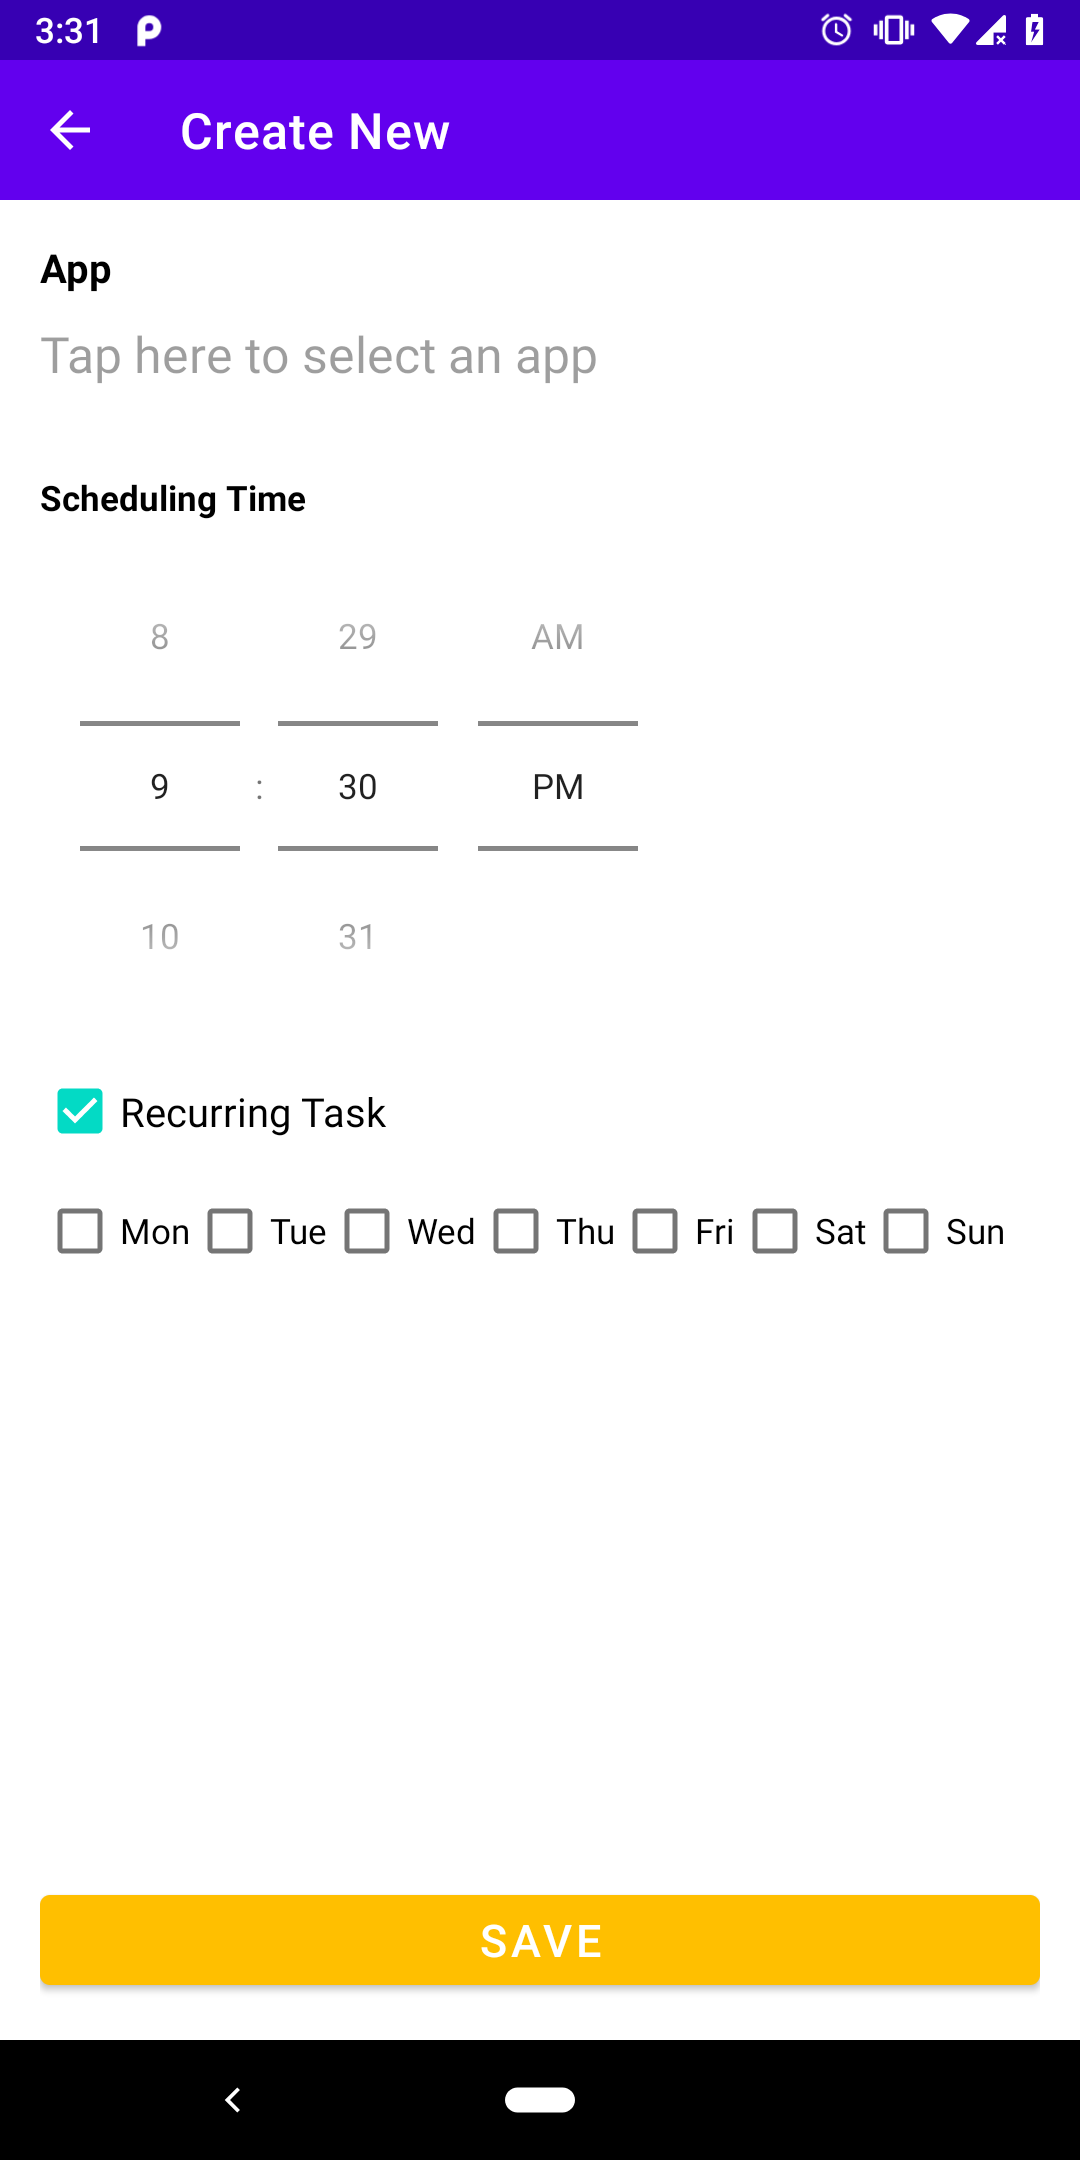 3:31
Create New
App
Tap here to select an app
Scheduling Time
8 29 AM
9 : 30 PM
10 31
Recurring Task
Mon Tue Wed Thu Fri Sat Sun
SAVE